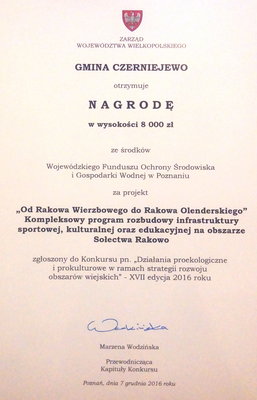 ZARZĄD
WOJEWÓDZTWA WIELKOPOLSKIEGO
GMINA CZERNIEJEWO
otrzymuje
NAGRODĘ
w wysokości 8 000 zł
ze środków
Wojewódzkiego Funduszu Ochrony Środowiska
i Gospodarki Wodnej w Poznaniu
za projekt
„Od Rakowa Wierzbowego do Rakowa Olenderskiego”
Kompleksowy program rozbudowy infrastruktury
sportowej, kulturalnej oraz edukacyjnej na obszarze
Sołectwa Rakowo
zgłoszony do Konkursu pn. „Działania proekologiczne
i prokulturowe w ramach strategii rozwoju
obszarów wiejskich” - XVII edycja 2016 roku
Wodzińska
Marzena Wodzińska
Przewodnicząca
Kapituły Konkursu
Poznań, dnia 7 grudnia 2016 roku